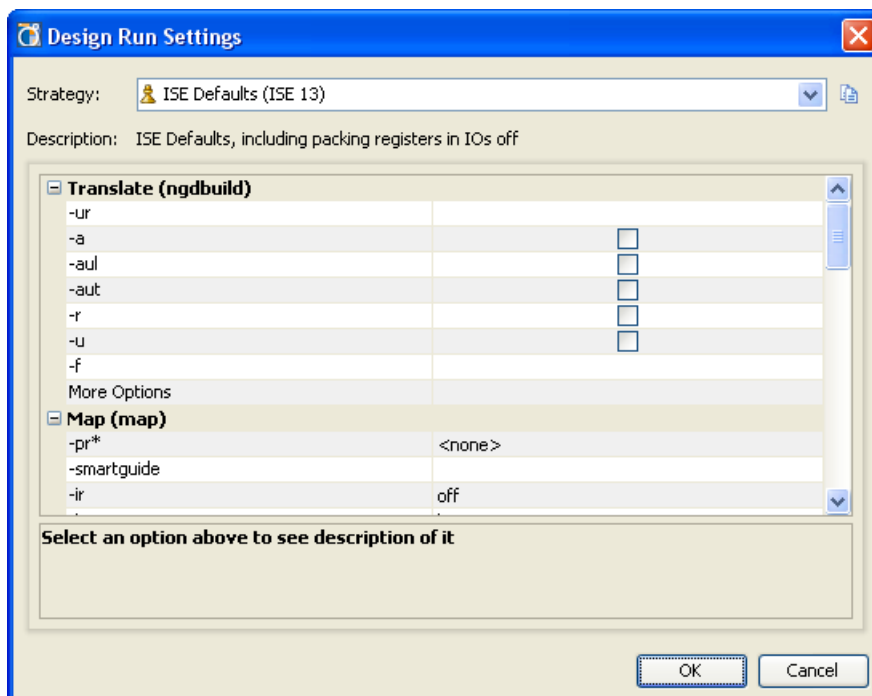 Design Run Settings
Strategy: ISE Defaults (ISE 13)
Description: ISE Defaults, including packing registers in IOs off
Translate (ngdbuild)
-ur
-a
-aul
-aut
-r
-u
-f
More Options
Map (map)
-pr* <none>
-smartguide
-ir off
Select an option above to see description of it
OK Cancel